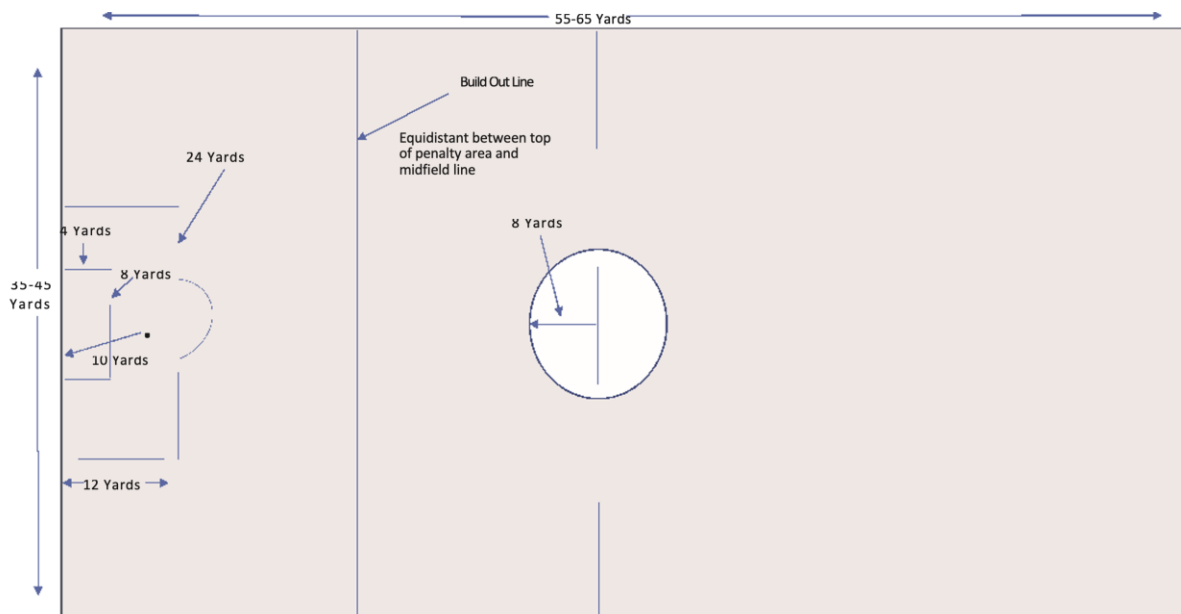 55-65 Yards
Build Out Line
Equidistant between top
of penalty area and
midfield line
24 Yards
8 Yards
4 Yards
8 Yards
35-45
Yards
10 Yards
12 Yards